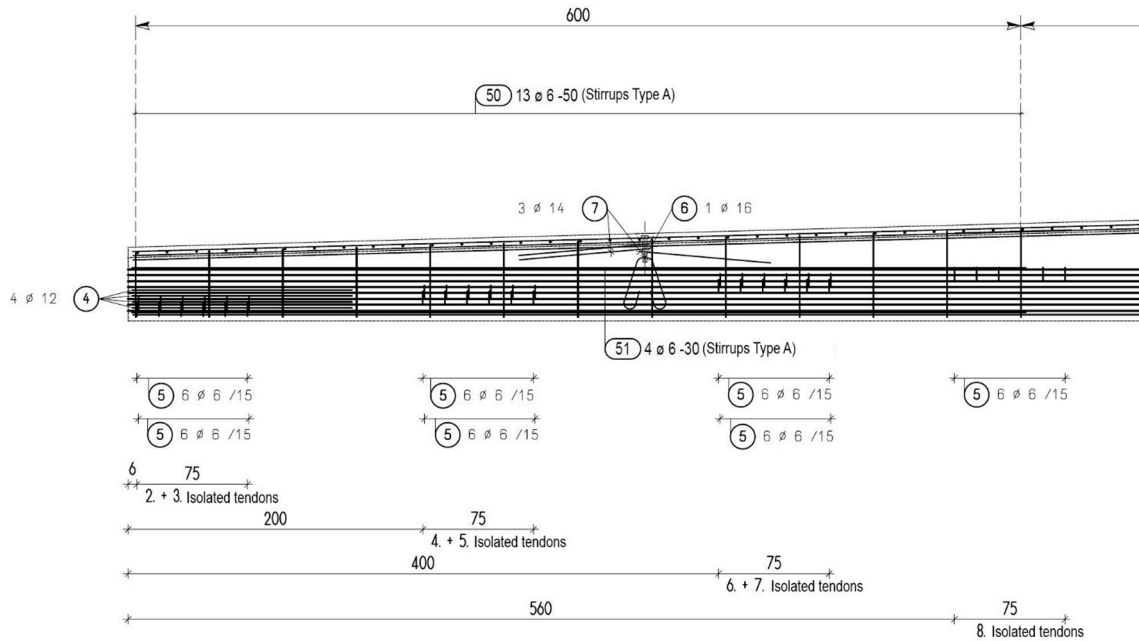 600
50 13 ø 6 -50 (Stirrups Type A)
3 ø 14 7 6 1 ø 16
4 ø 12 4
51 4 ø 6 -30 (Stirrups Type A)
5 6 ø 6 /15 5 6 ø 6 /15 5 6 ø 6 /15 5 6 ø 6 /15
5 6 ø 6 /15 5 6 ø 6 /15 5 6 ø 6 /15
6 75
2. + 3. Isolated tendons
200 75
4. + 5. Isolated tendons
400 75
6. + 7. Isolated tendons
560 75
8. Isolated tendons